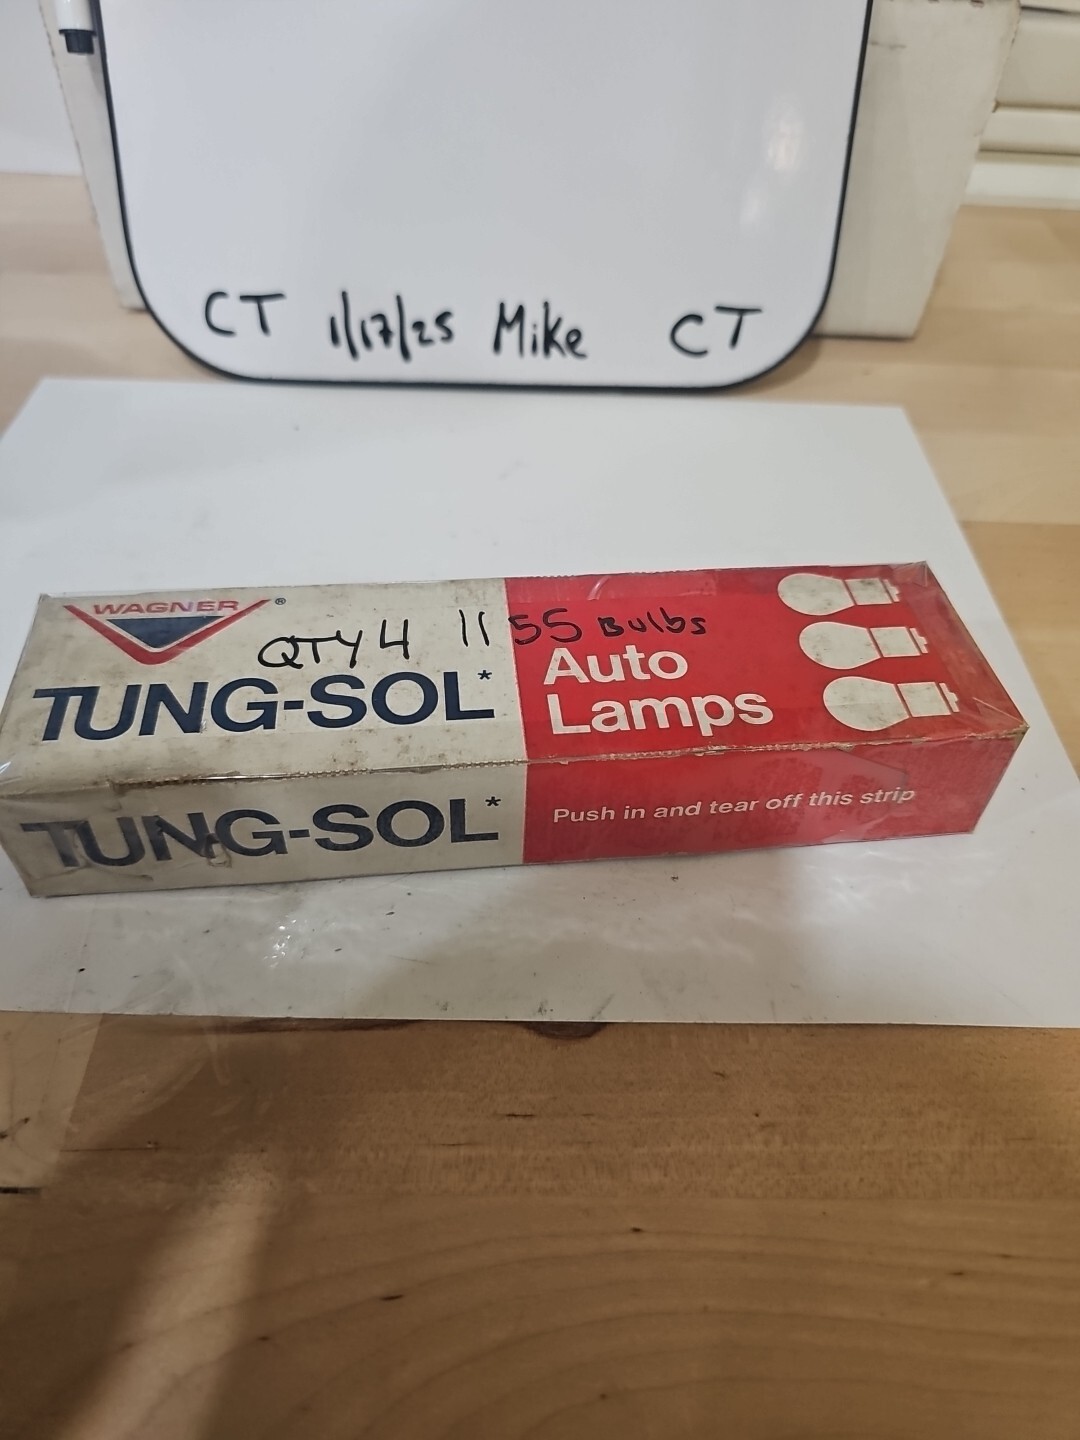 CT 1/17/25 Mike CT
WAGNER ®
QTY 4 1155 Bulbs
TUNG-SOL*
Auto
Lamps
TUNG-SOL*
Push in and tear off this strip